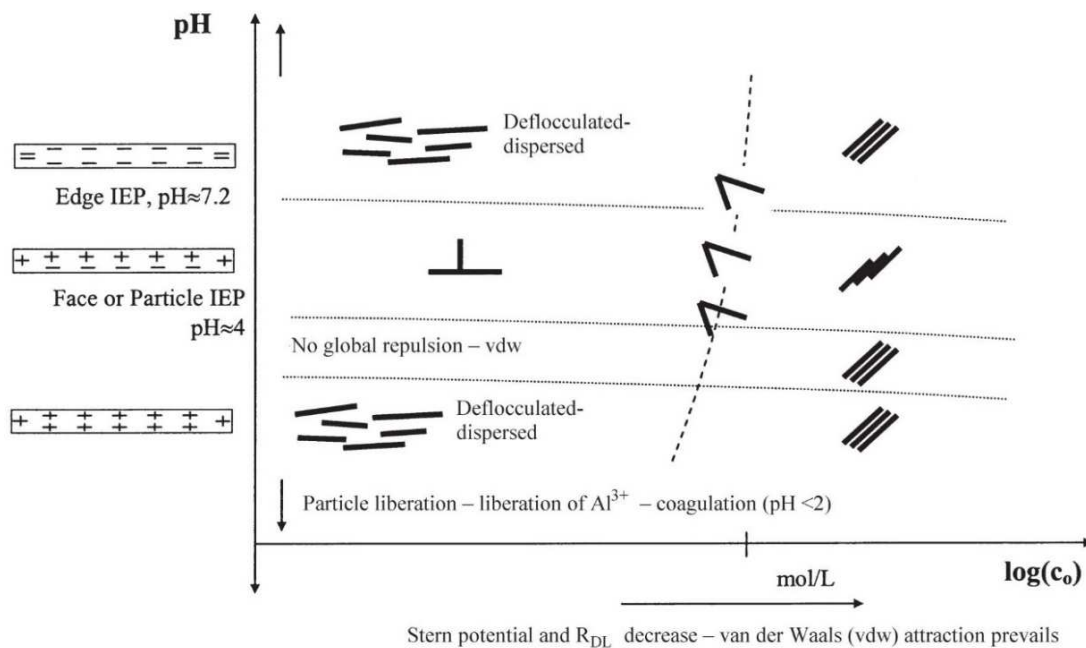 pH
Deflocculated-
dispersed
Edge IEP, pH≈7.2
Face or Particle IEP
pH≈4
No global repulsion – vdw
Deflocculated-
dispersed
Particle liberation – liberation of Al³⁺ – coagulation (pH <2)
mol/L
log(cₒ)
Stern potential and R_DL decrease – van der Waals (vdw) attraction prevails